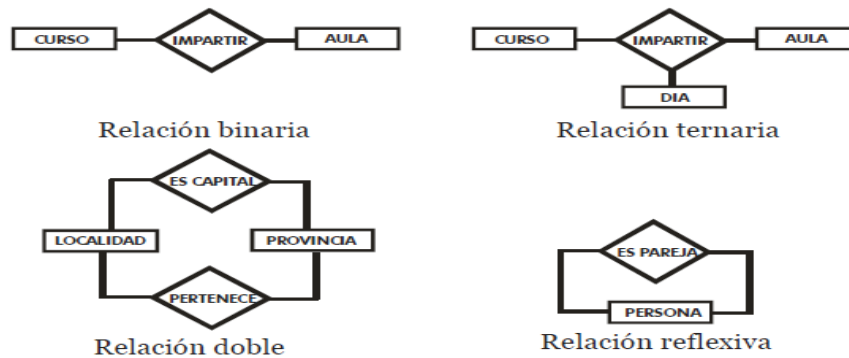 CURSO IMPARTIR AULA
Relación binaria
CURSO IMPARTIR AULA
DIA
Relación ternaria
ES CAPITAL
LOCALIDAD PROVINCIA
PERTENECE
Relación doble
ES PAREJA
PERSONA
Relación reflexiva